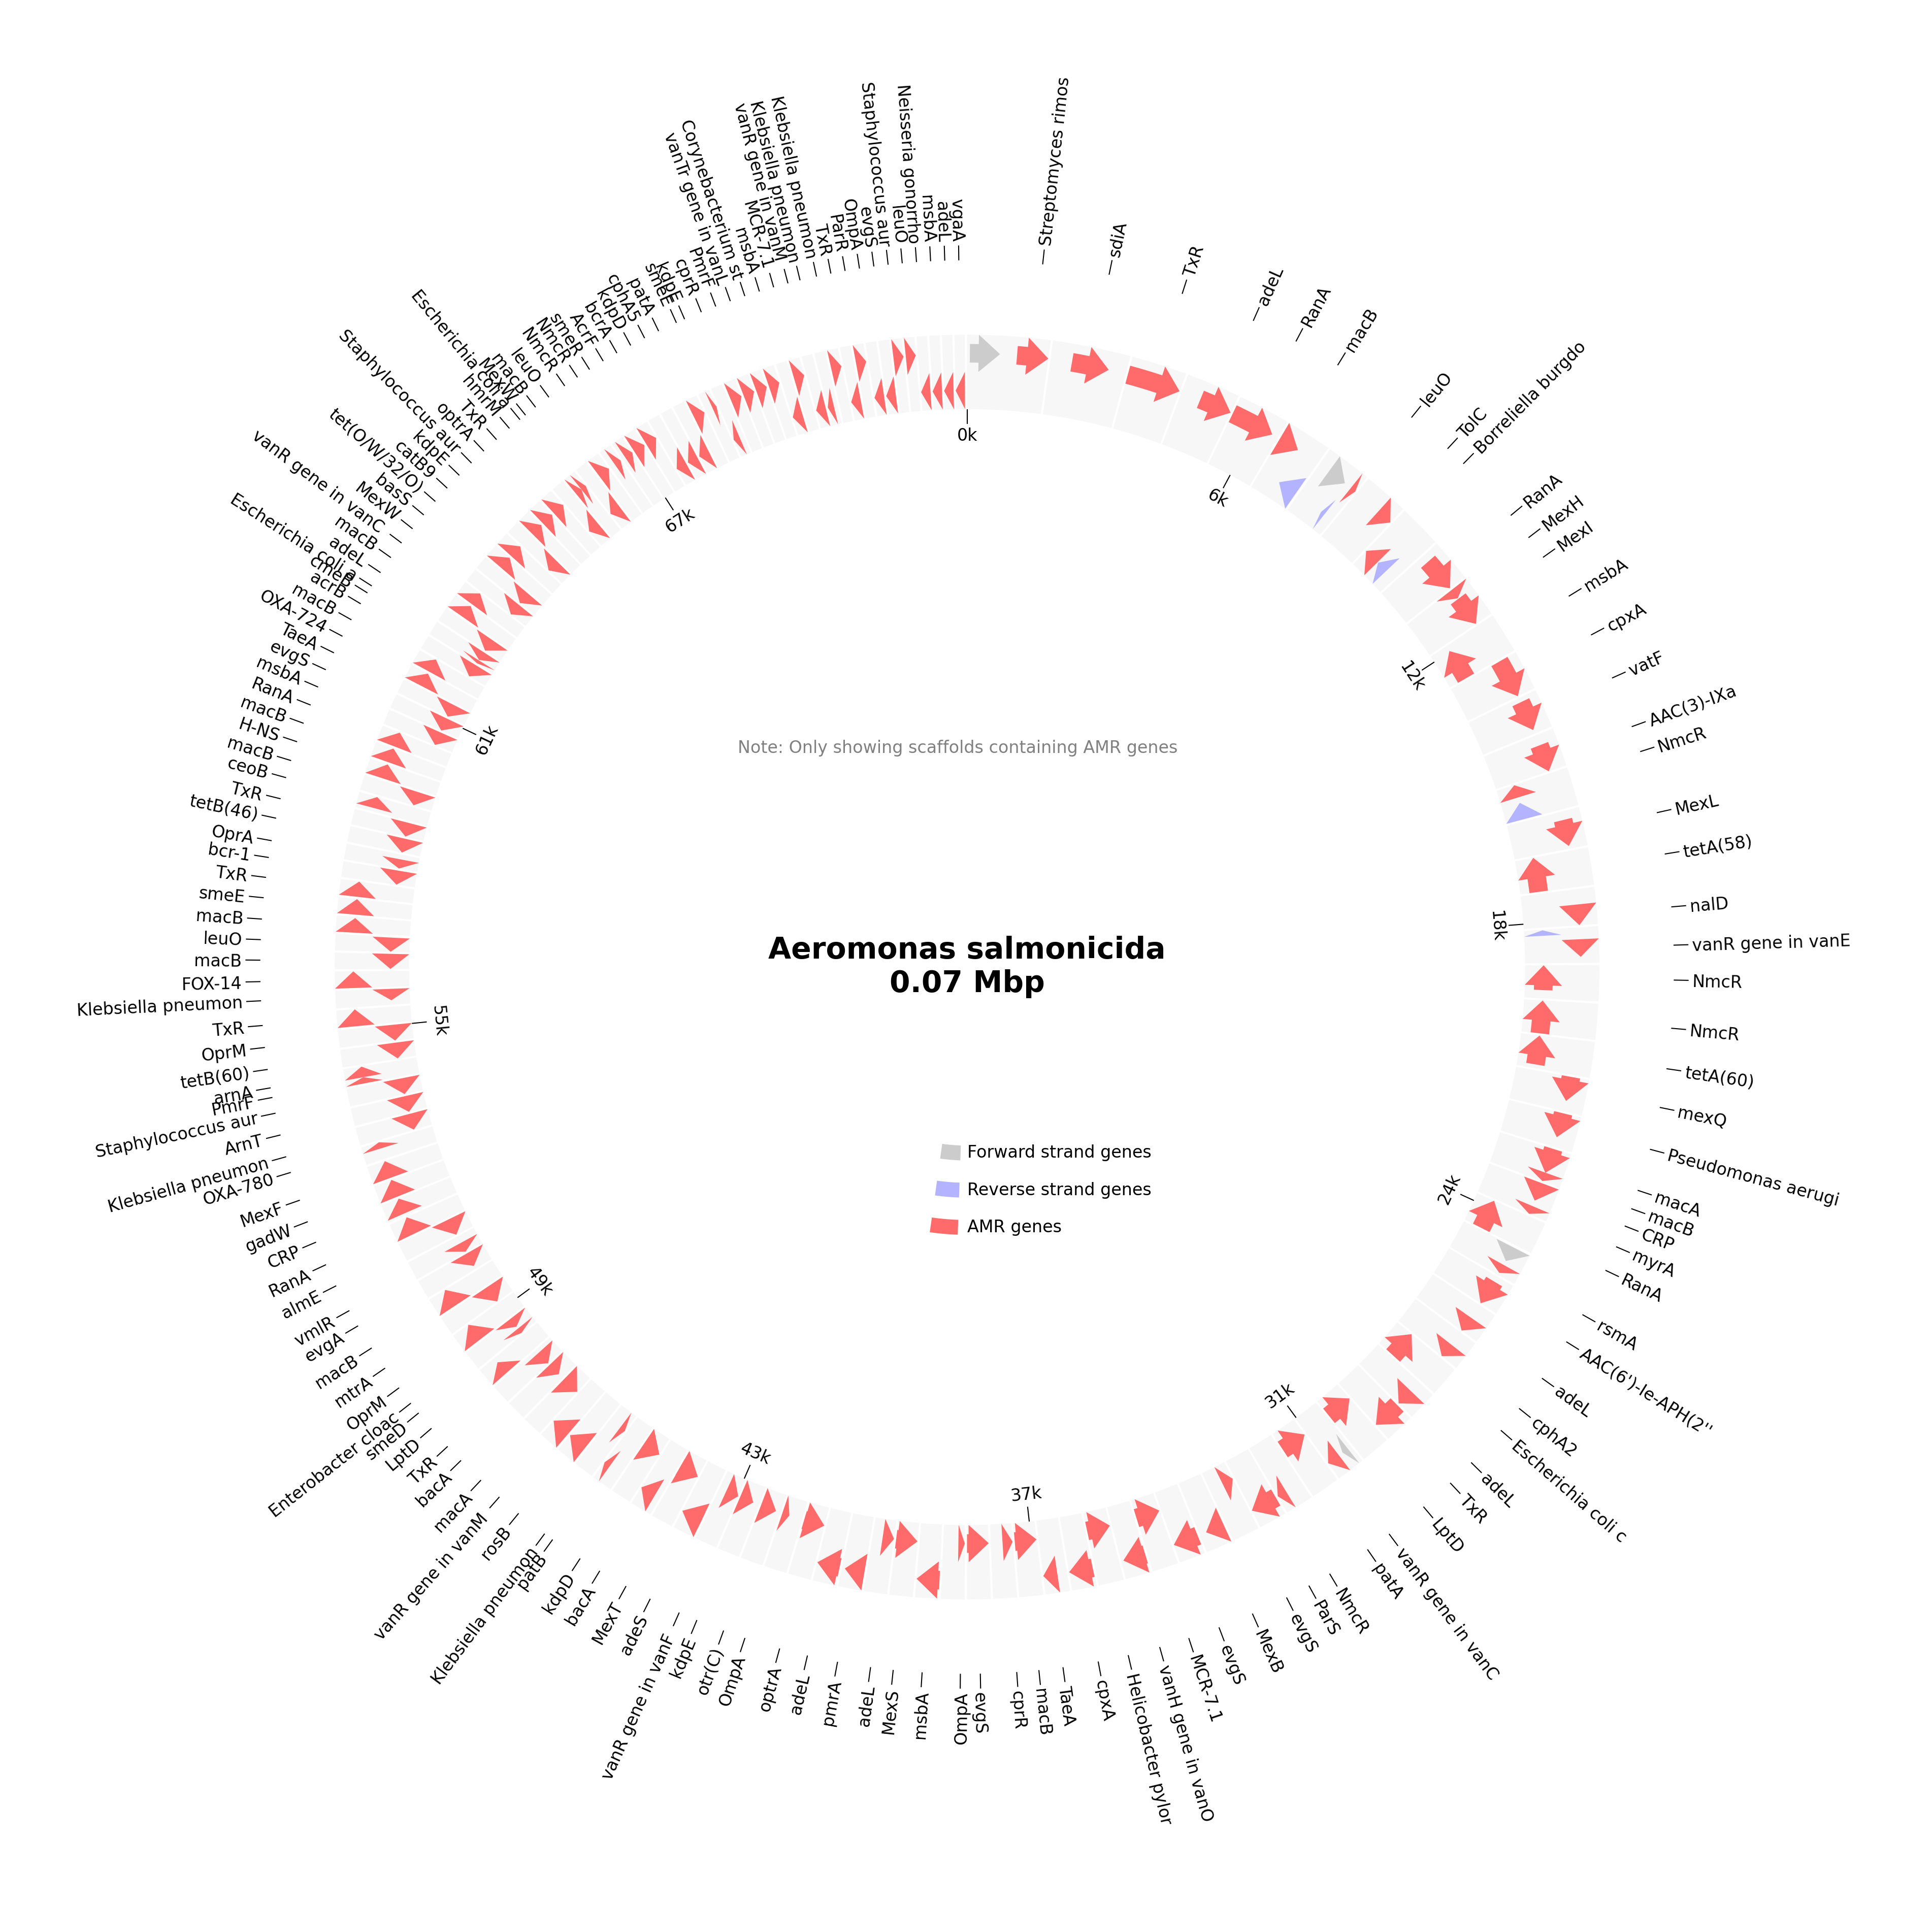 Streptomyces rimos
sdiA
TxR
adeL
RanA
macB
leuO
TolC
Borreliella burgdo
RanA
MexH
MexI
msbA
cpxA
vatF
AAC(3)-IXa
NmcR
MexL
tetA(58)
nalD
vanR gene in vanE
NmcR
NmcR
tetA(60)
mexQ
Pseudomonas aerugi
macA
macB
CRP
myrA
RanA
rsmA
AAC(6')-Ie-APH(2''
adeL
cphA2
Escherichia coli c
adeL
TxR
LptD
vanR gene in vanC
patA
NmcR
ParS
evgS
MexB
evgS
MCR-7.1
vanH gene in vanO
Helicobacter pylor
cpxA
TaeA
macB
cprR
evgS
OmpA
msbA
MexS
adeL
pmrA
adeL
optrA
OmpA
otr(C)
kdpE
vanR gene in vanF
adeS
MexT
bacA
kdpD
patB
Klebsiella pneumon
rosB
vanR gene in vanM
macA
bacA
TxR
LptD
smeD
Enterobacter cloac
OprM
mtrA
macB
evgA
vmlR
almE
RanA
CRP
gadW
MexF
OXA-780
Klebsiella pneumon
ArnT
Staphylococcus aur
PmrF
arnA
tetB(60)
OprM
TxR
Klebsiella pneumon
FOX-14
macB
leuO
macB
smeE
TxR
bcr-1
OprA
tetB(46)
TxR
ceoB
macB
H-NS
macB
RanA
msbA
evgS
TaeA
OXA-724
macB
acrB
cmeB
Escherichia coli a
adeL
macB
vanR gene in vanC
MexW
basS
tet(O/W/32/O)
catB9
kdpE
Staphylococcus aur
optrA
TxR
hmrM
MexW
macB
leuO
NmcR
NmcR
smeR
AcrF
bcrA
kdpD
cphA5
patA
smeE
kdpE
cprR
PmrF
vanTr gene in vanL
Corynebacterium st
msbA
MCR-7.1
vanR gene in vanM
Klebsiella pneumon
Klebsiella pneumon
TxR
ParR
OmpA
evgS
Staphylococcus aur
leuO
Neisseria gonorrho
msbA
adeL
vgaA
0k
6k
12k
18k
24k
31k
37k
43k
49k
55k
61k
67k
Note: Only showing scaffolds containing AMR genes
Aeromonas salmonicida
0.07 Mbp
Forward strand genes
Reverse strand genes
AMR genes